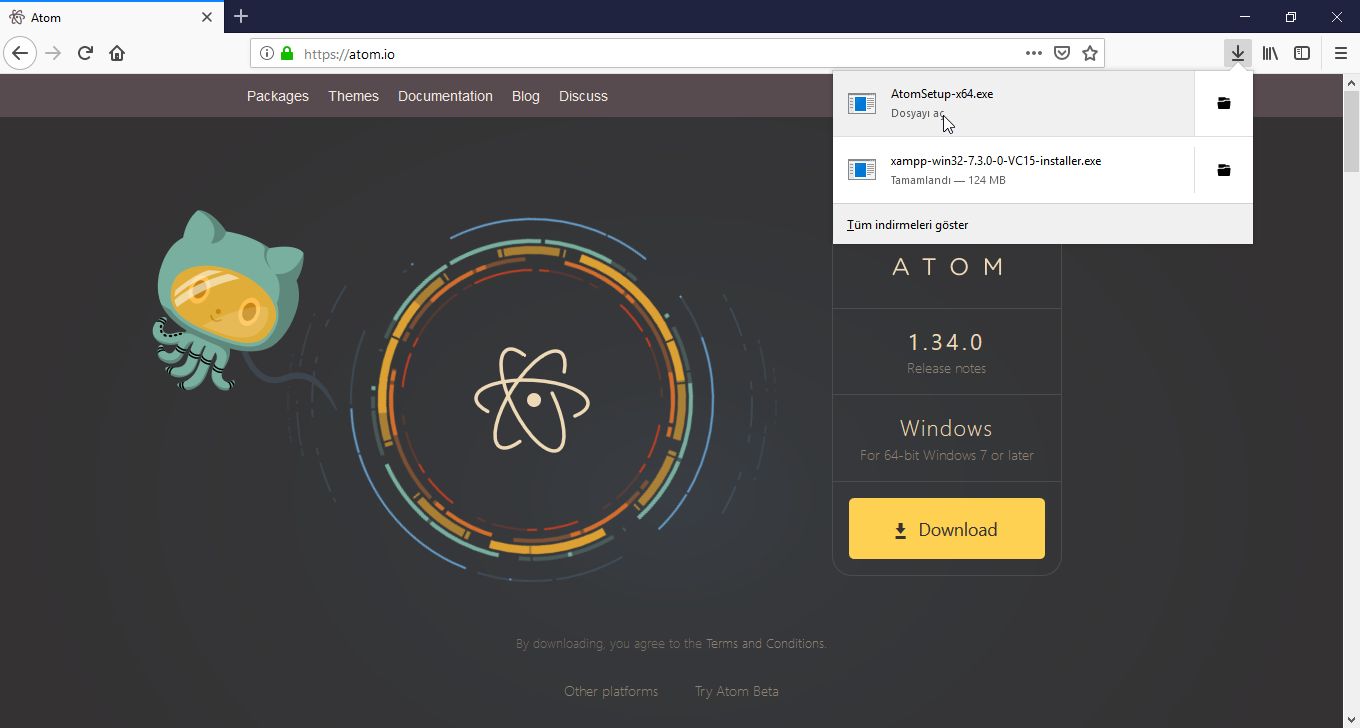 Atom
https://atom.io
Packages Themes Documentation Blog Discuss
AtomSetup-x64.exe
Dosyayı aç
xampp-win32-7.3.0-0-VC15-installer.exe
Tamamlandı — 124 MB
Tüm indirmeleri göster
ATOM
1.34.0
Release notes
Windows
For 64-bit Windows 7 or later
Download
By downloading, you agree to the Terms and Conditions.
Other platforms Try Atom Beta